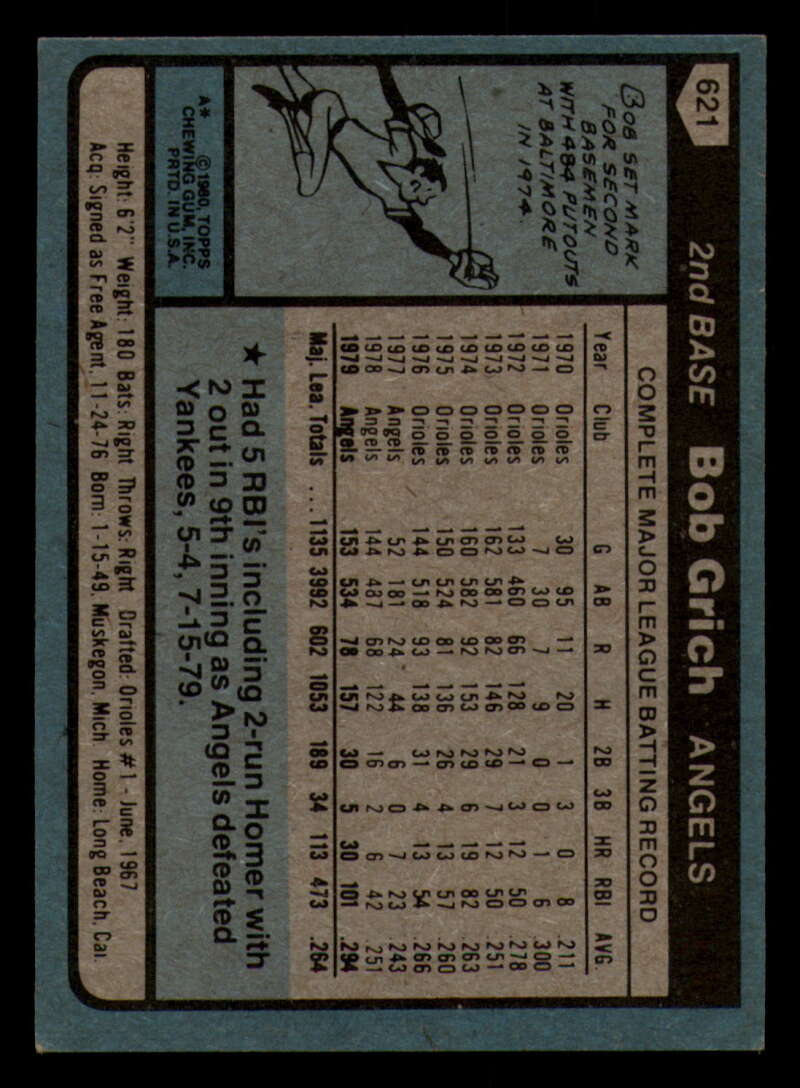 621
2nd BASE Bob Grich ANGELS
BOB SET MARK
FOR SECOND
BASEMEN
WITH 484 PUTOUTS
AT BALTIMORE
IN 1974.
A* © 1980. TOPPS
CHEWING GUM, INC.
PRTD. IN U.S.A.
COMPLETE MAJOR LEAGUE BATTING RECORD
Year Club G AB R H 2B 3B HR RBI AVG.
1970 Orioles 30 95 11 20 1 3 0 8 .211
1971 Orioles 7 30 7 9 0 0 1 6 .300
1972 Orioles 133 460 66 128 21 3 12 50 .278
1973 Orioles 162 581 82 146 29 7 12 50 .251
1974 Orioles 160 582 92 153 29 6 19 82 .263
1975 Orioles 150 524 81 136 26 4 13 57 .260
1976 Orioles 144 518 93 138 31 4 13 54 .266
1977 Angels 52 181 24 44 6 0 7 23 .243
1978 Angels 144 487 68 122 16 2 6 42 .251
1979 Angels 153 534 78 157 30 5 30 101 .294
Maj. Lea. Totals ... 1135 3992 602 1053 189 34 113 473 .264
★ Had 5 RBI's including 2-run Homer with
2 out in 9th inning as Angels defeated
Yankees, 5-4, 7-15-79.
Height: 6'2" Weight: 180 Bats: Right Throws: Right Drafted: Orioles #1 - June, 1967
Acq: Signed as Free Agent, 11-24-76 Born: 1-15-49, Muskegon, Mich. Home: Long Beach, Cal.